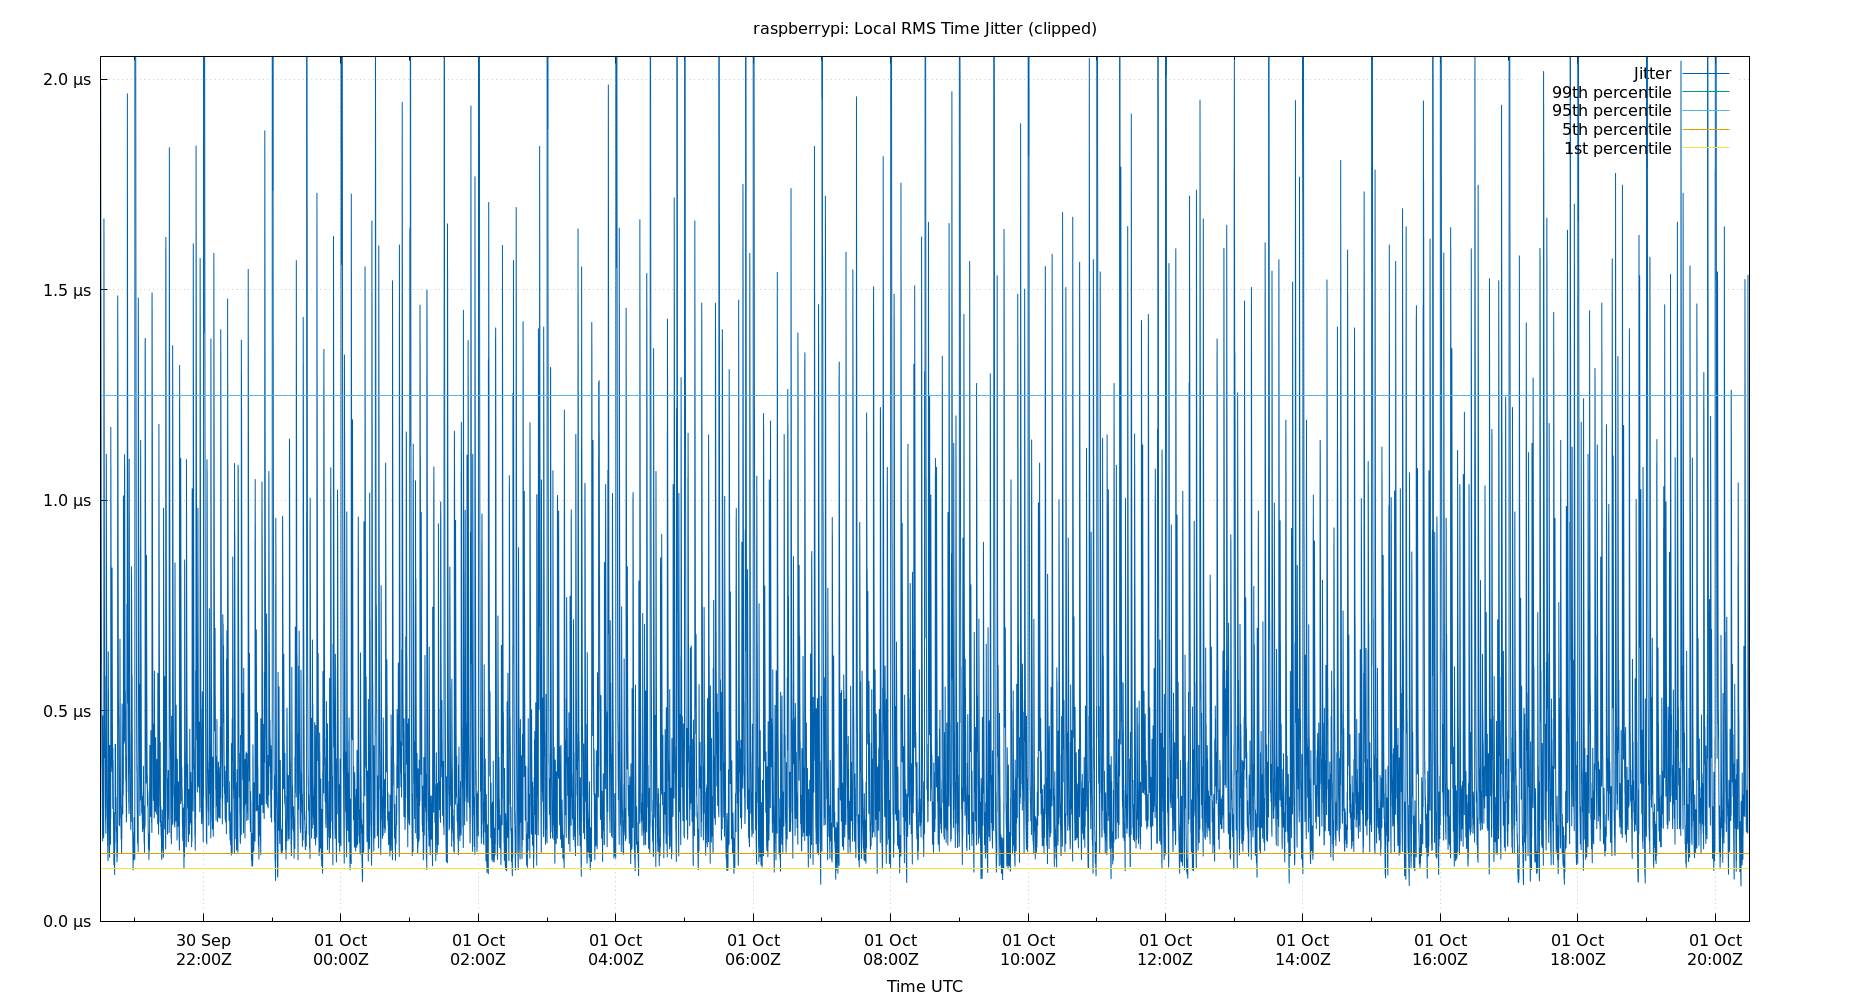 raspberrypi: Local RMS Time Jitter (clipped)
2.0 µs
1.5 µs
1.0 µs
0.5 µs
0.0 µs
Jitter
99th percentile
95th percentile
5th percentile
1st percentile
30 Sep 01 Oct 01 Oct 01 Oct 01 Oct 01 Oct 01 Oct 01 Oct 01 Oct 01 Oct 01 Oct 01 Oct
22:00Z 00:00Z 02:00Z 04:00Z 06:00Z 08:00Z 10:00Z 12:00Z 14:00Z 16:00Z 18:00Z 20:00Z
Time UTC